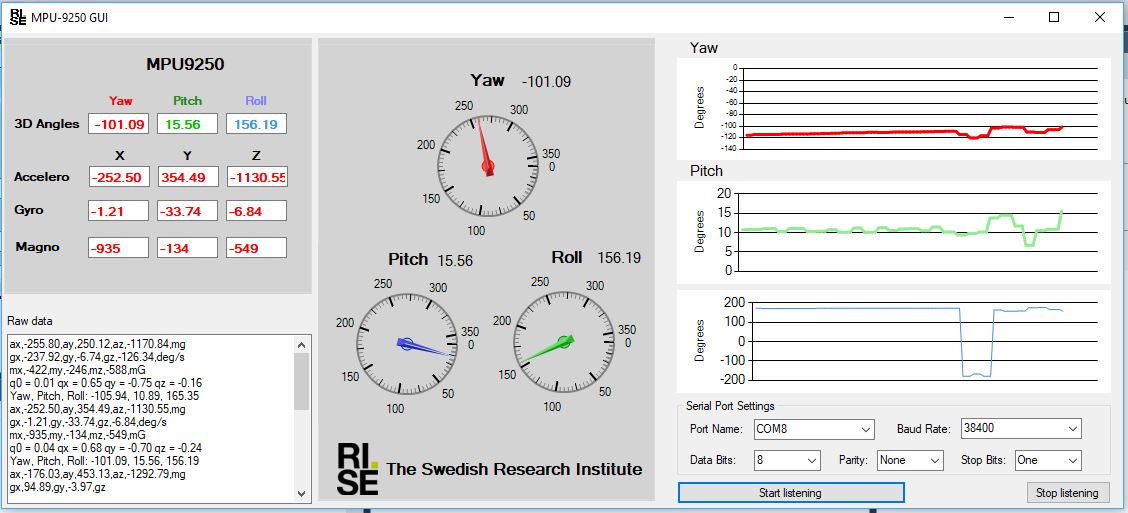 MPU-9250 GUI
MPU9250
Yaw Pitch Roll
3D Angles -101.09 15.56 156.19
X Y Z
Accelero -252.50 354.49 -1130.55
Gyro -1.21 -33.74 -6.84
Magno -935 -134 -549
Raw data
ax,-255.80,ay,250.12,az,-1170.84,mg
gx,-237.92,gy,-6.74,gz,-126.34,deg/s
mx,-422,my,-246,mz,-588,mG
q0 = 0.01 qx = 0.65 qy = -0.75 qz = -0.16
Yaw, Pitch, Roll: -105.94, 10.89, 165.35
ax,-252.50,ay,354.49,az,-1130.55,mg
gx,-1.21,gy,-33.74,gz,-6.84,deg/s
mx,-935,my,-134,mz,-549,mG
q0 = 0.04 qx = 0.68 qy = -0.70 qz = -0.24
Yaw, Pitch, Roll: -101.09, 15.56, 156.19
ax,-176.03,ay,453.13,az,-1292.79,mg
gx,94.89,gy,-3.97,gz
Yaw -101.09
250 300
200 350
0
150 50
100
Pitch 15.56
250 300
200 350
0
150 50
100
Roll 156.19
250 300
200 350
0
150 50
100
RI.
SE
The Swedish Research Institute
Yaw
Degrees
0
-20
-40
-60
-80
-100
-120
-140
Pitch
Degrees
20
15
10
5
0
Degrees
200
100
0
-100
-200
Serial Port Settings
Port Name: COM8 Baud Rate: 38400
Data Bits: 8 Parity: None Stop Bits: One
Start listening Stop listening